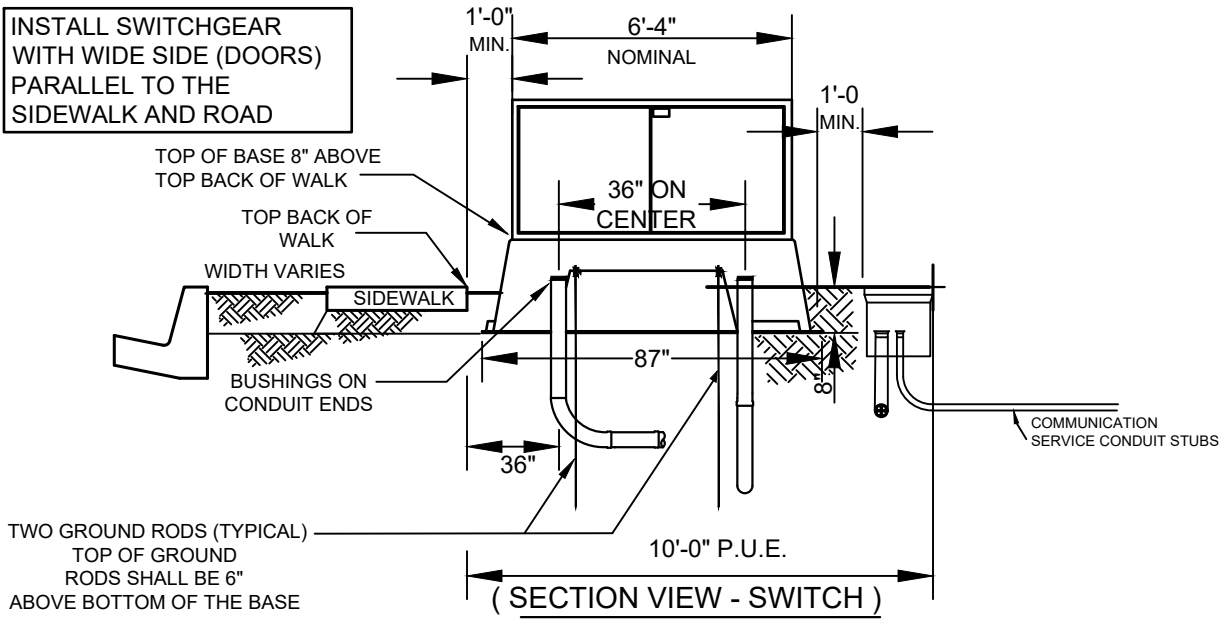 INSTALL SWITCHGEAR
WITH WIDE SIDE (DOORS)
PARALLEL TO THE
SIDEWALK AND ROAD
1'-0"
MIN.
6'-4"
NOMINAL
1'-0
MIN.
TOP OF BASE 8" ABOVE
TOP BACK OF WALK
36" ON
CENTER
TOP BACK OF
WALK
WIDTH VARIES
SIDEWALK
87"
8"
BUSHINGS ON
CONDUIT ENDS
COMMUNICATION
SERVICE CONDUIT STUBS
36"
TWO GROUND RODS (TYPICAL)
TOP OF GROUND
RODS SHALL BE 6"
ABOVE BOTTOM OF THE BASE
10'-0" P.U.E.
( SECTION VIEW - SWITCH )